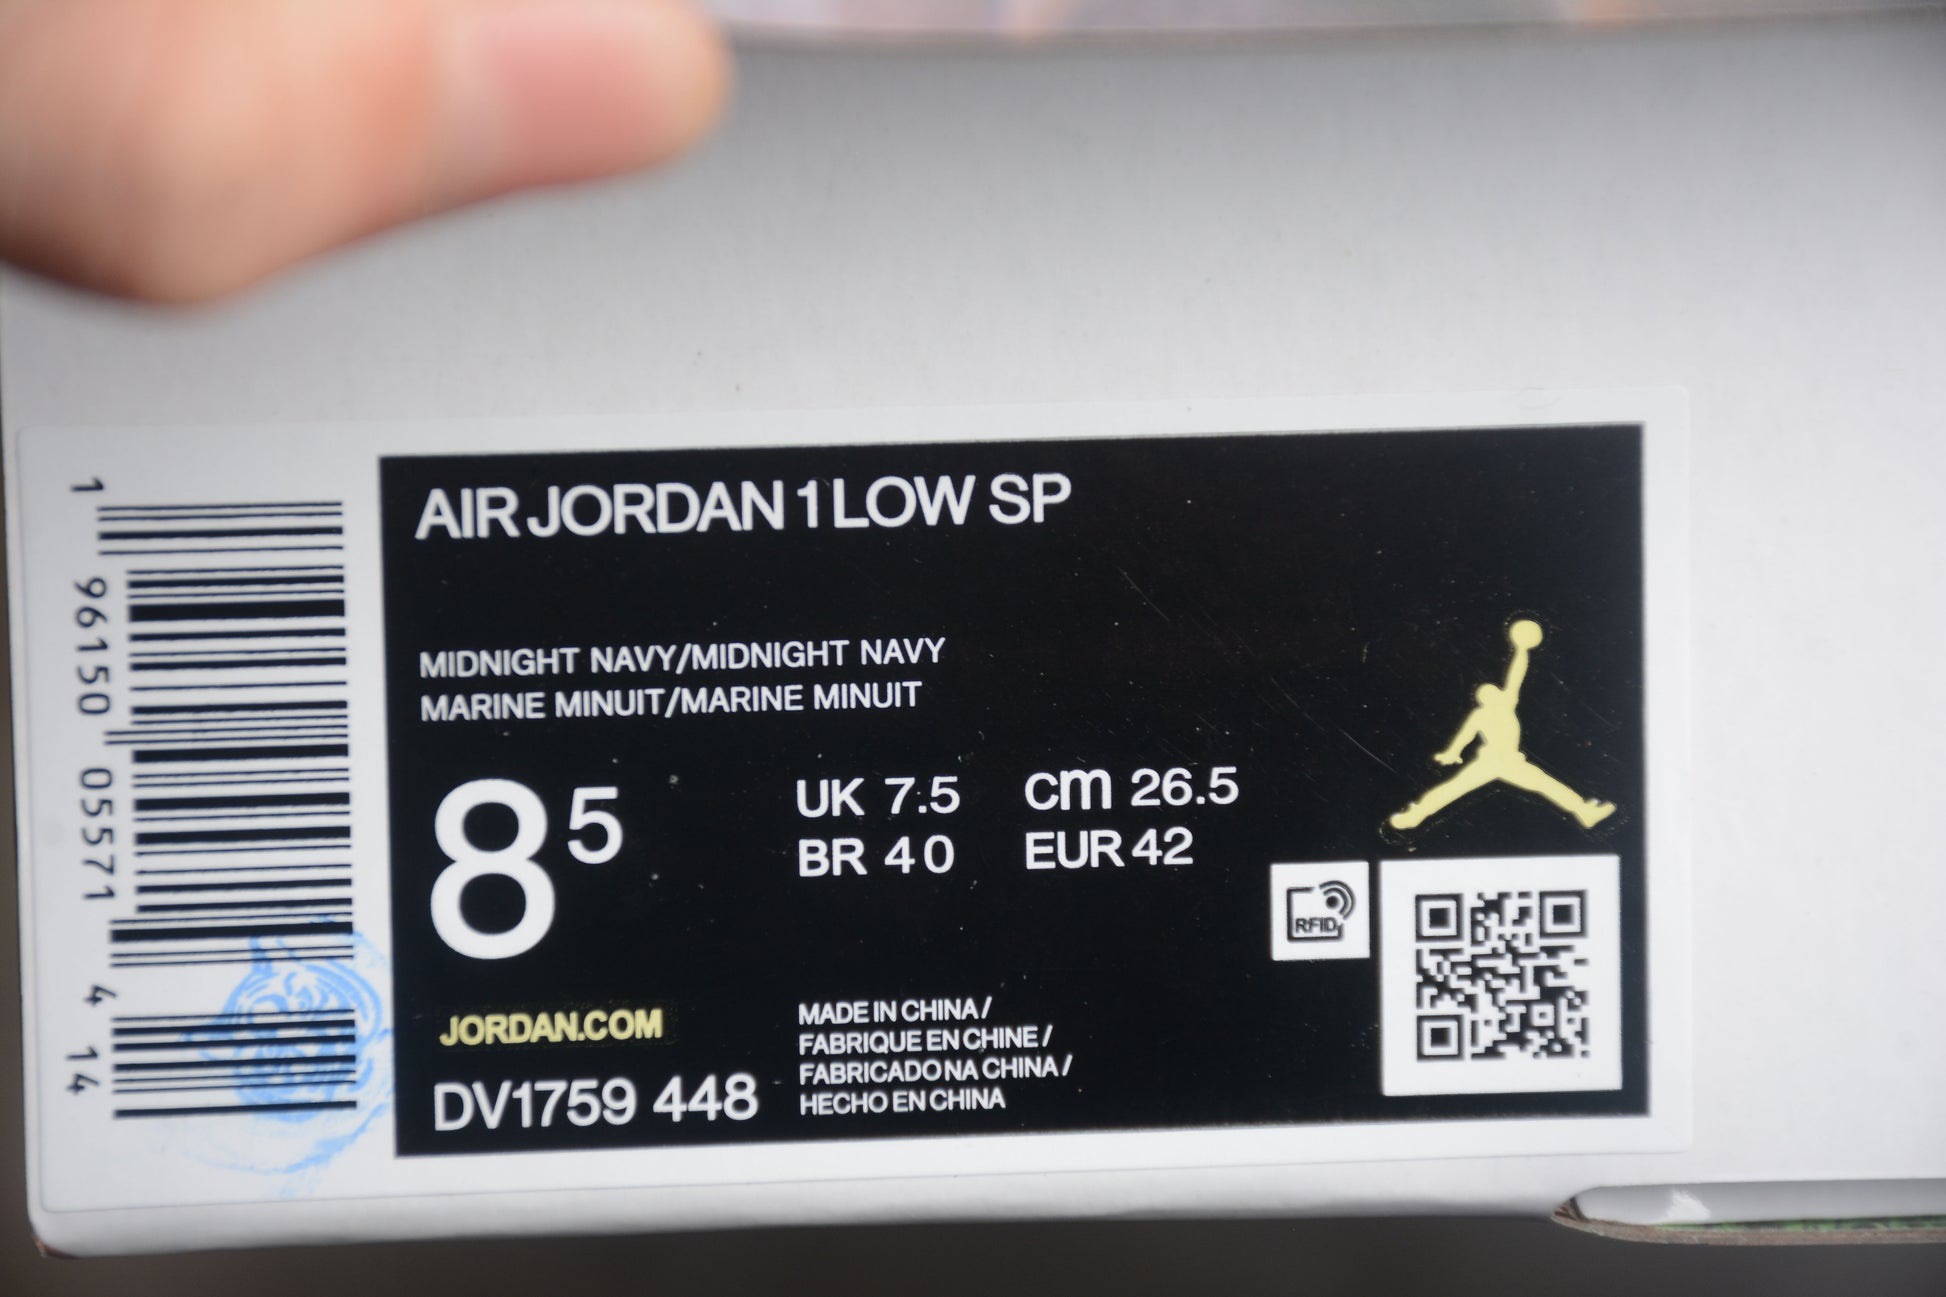 AIR JORDAN 1 LOW SP
MIDNIGHT NAVY/MIDNIGHT NAVY
MARINE MINUIT/MARINE MINUIT
8 5
UK 7.5 cm 26.5
BR 40 EUR 42
RFID
JORDAN.COM
DV1759 448
MADE IN CHINA /
FABRIQUE EN CHINE /
FABRICADO NA CHINA /
HECHO EN CHINA
1 96150 05571 4 14